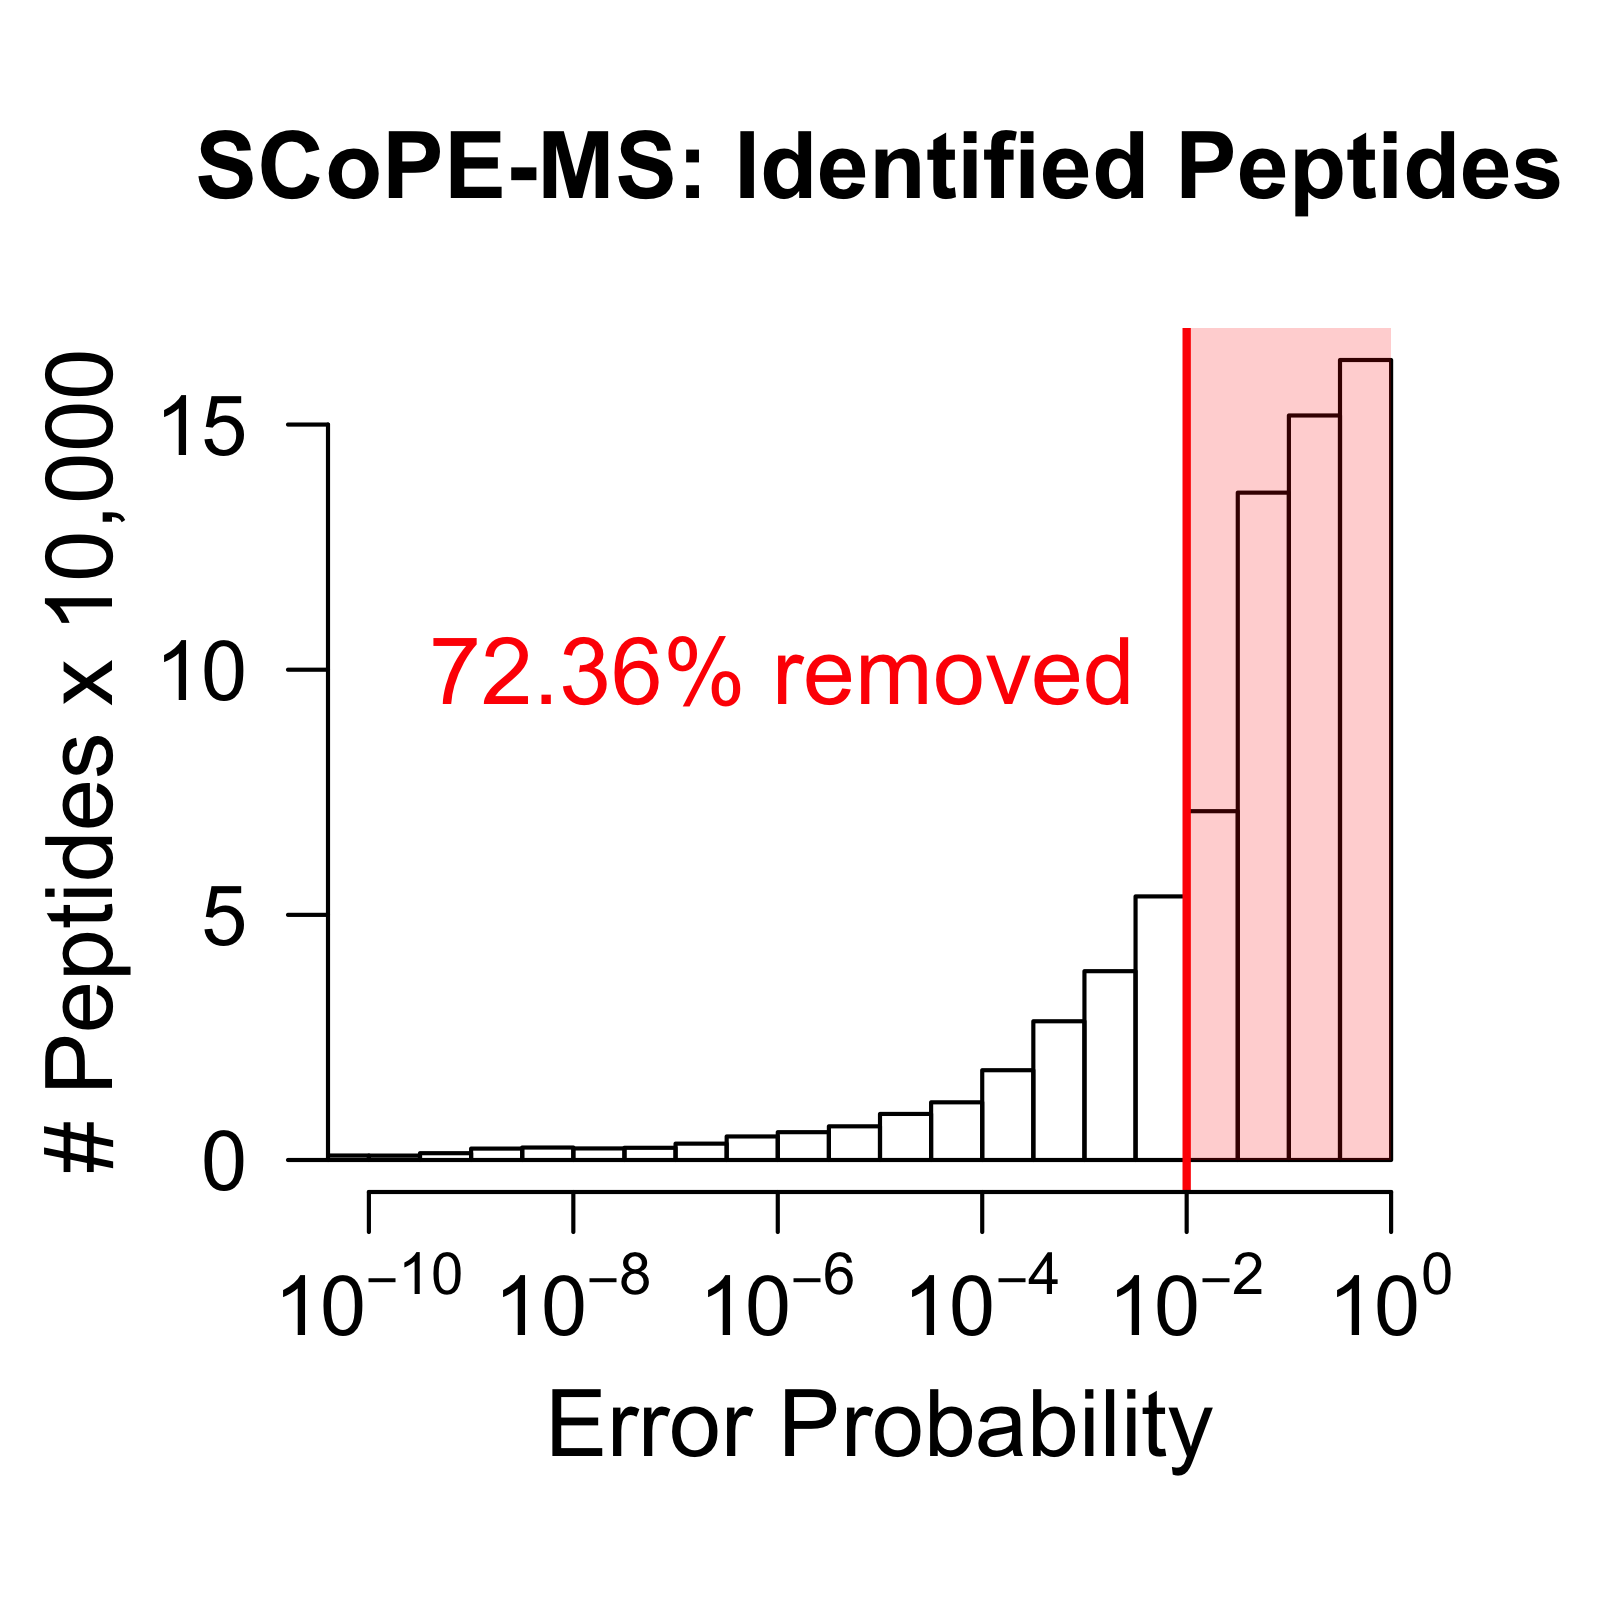 SCoPE-MS: Identified Peptides
# Peptides x 10,000
15
10
5
0
72.36% removed
10⁻¹⁰ 10⁻⁸ 10⁻⁶ 10⁻⁴ 10⁻² 10⁰
Error Probability